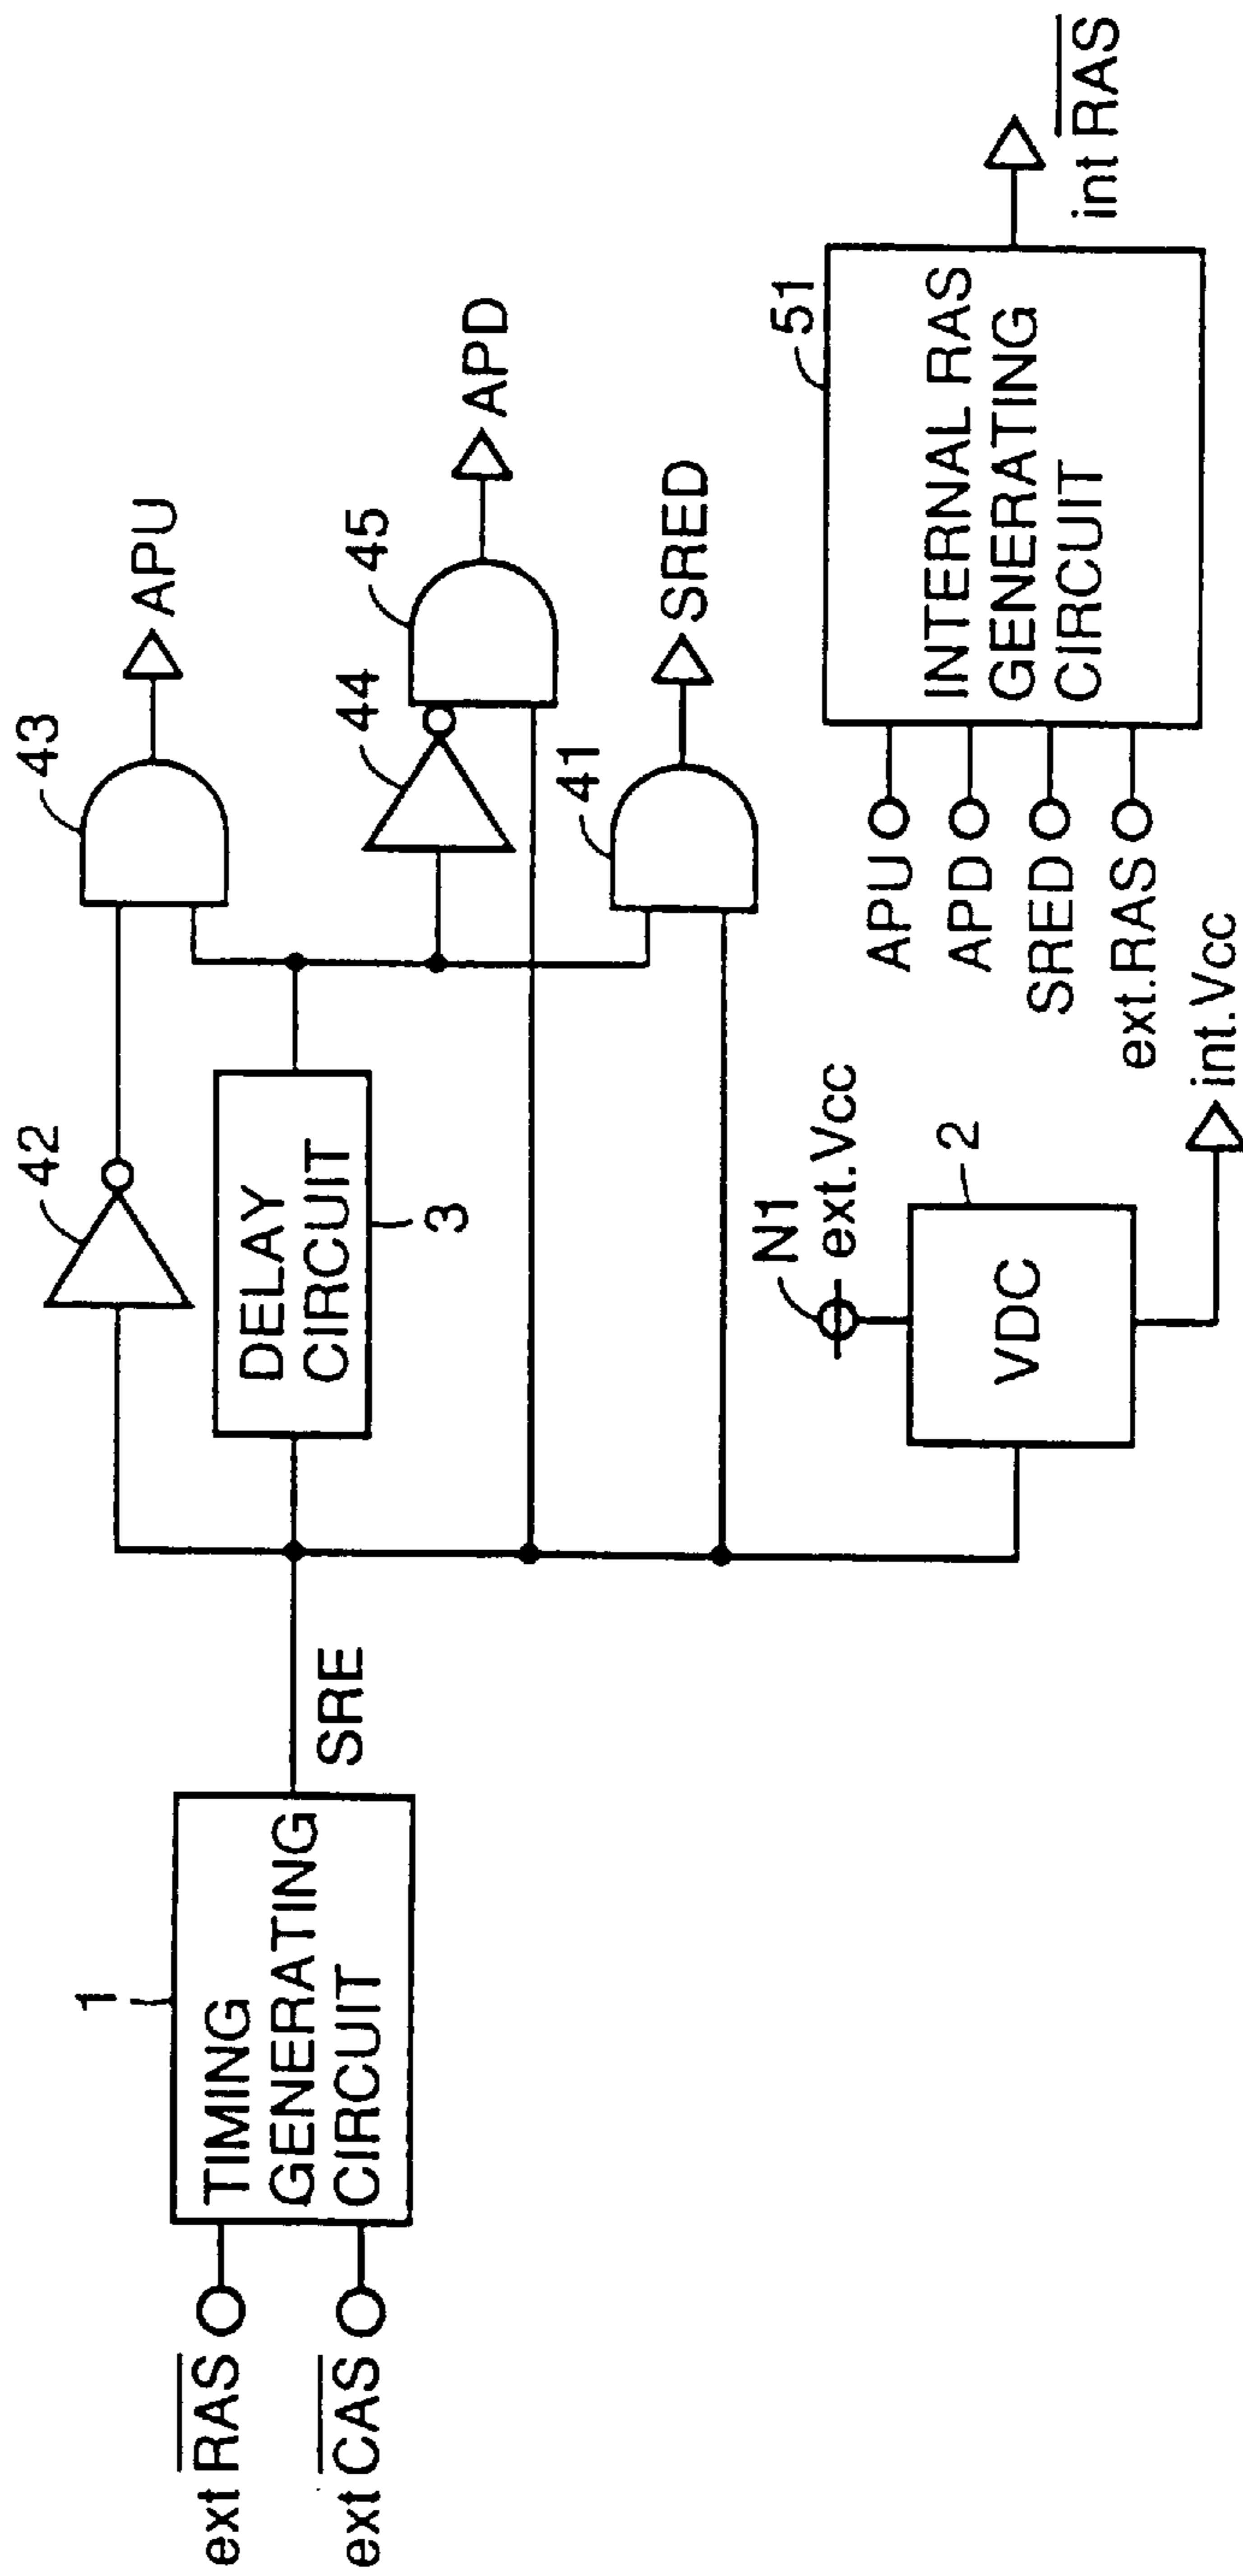 ext RAS
ext CAS
1
TIMING
GENERATING
CIRCUIT
SRE
42
DELAY
CIRCUIT
3
43
APU
44
45
APD
41
SRED
N1
ext.Vcc
2
VDC
int.Vcc
APU
APD
SRED
ext.RAS
51
INTERNAL RAS
GENERATING
CIRCUIT
int RAS